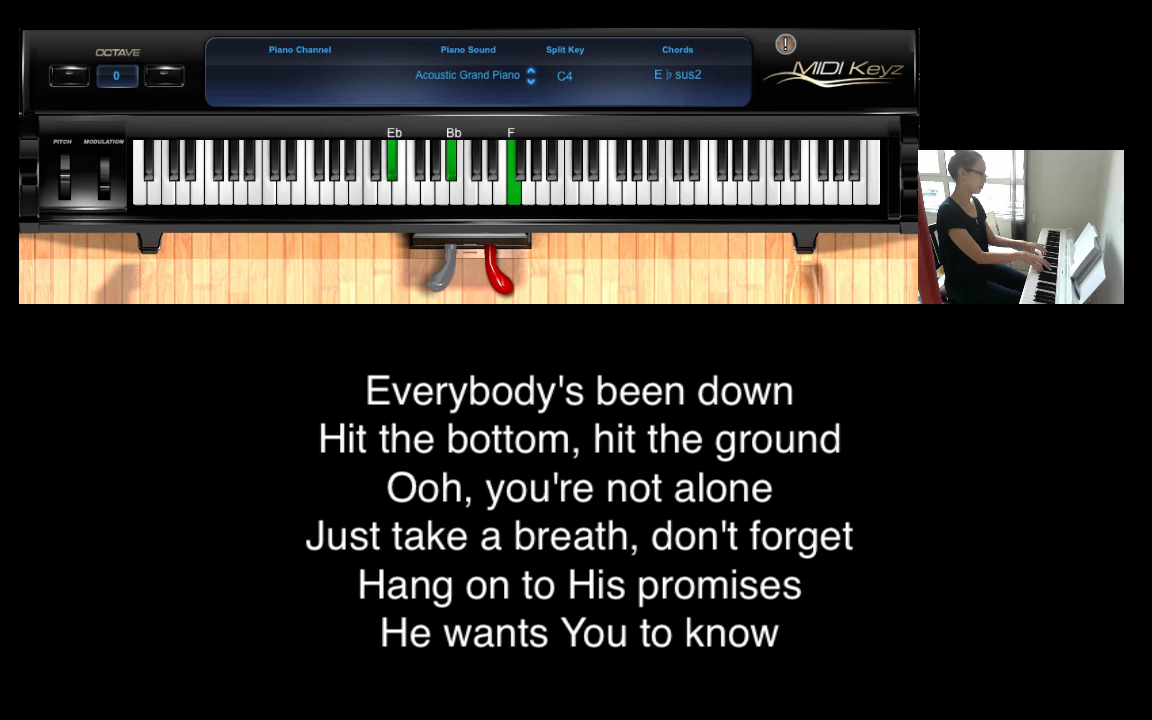 OCTAVE
0
Piano Channel
Piano Sound
Split Key
Chords
Acoustic Grand Piano
C4
E♭sus2
MIDI Keyz
PITCH
MODULATION
Eb
Bb
F
Everybody's been down
Hit the bottom, hit the ground
Ooh, you're not alone
Just take a breath, don't forget
Hang on to His promises
He wants You to know